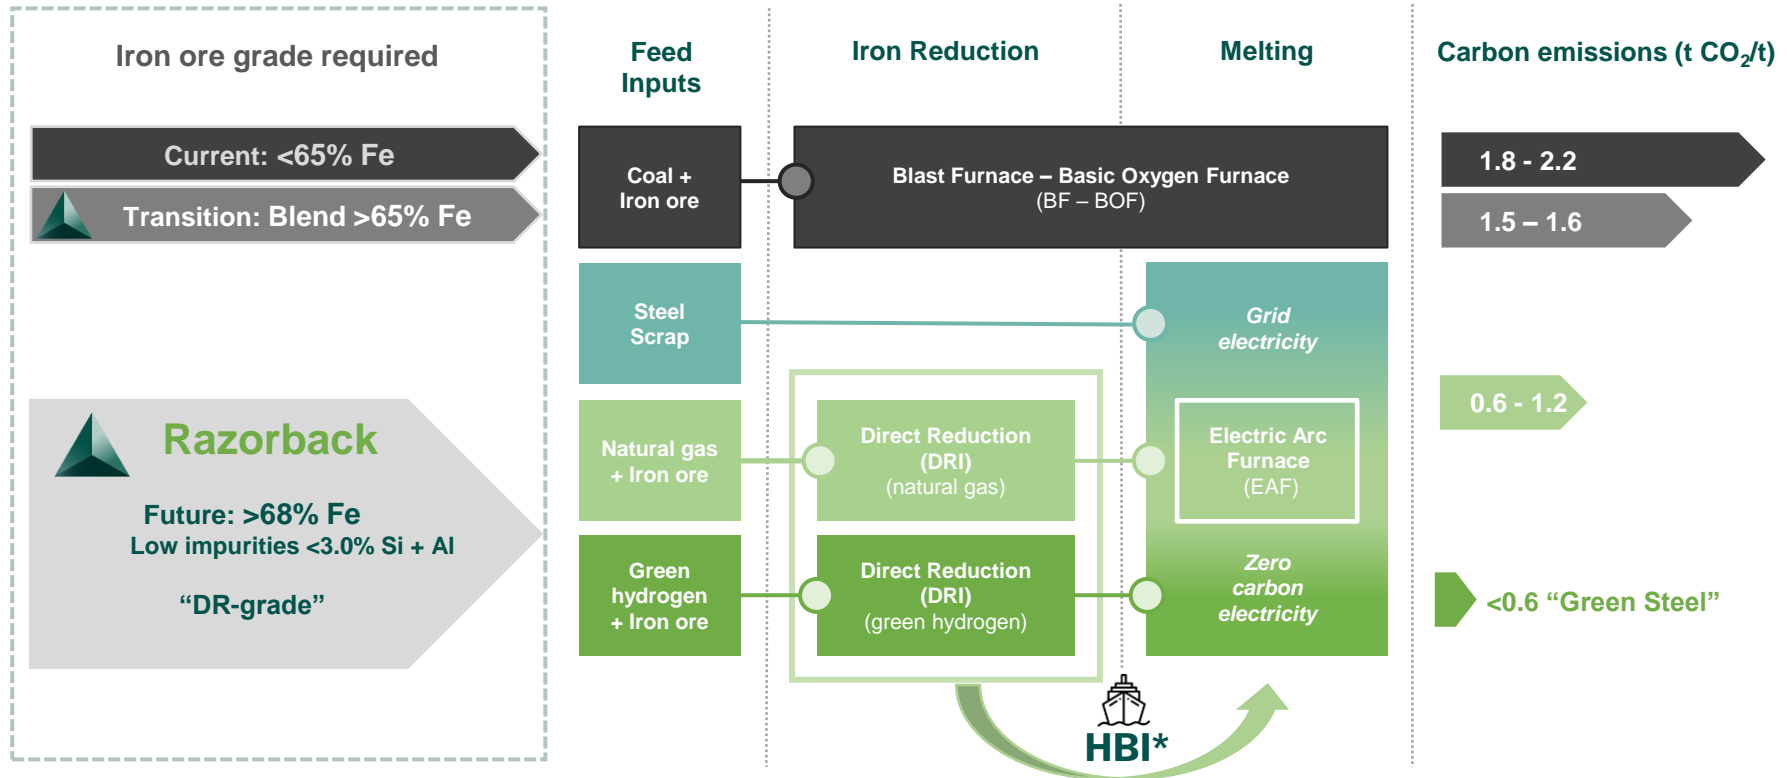 Iron ore grade required
Feed
Inputs
Iron Reduction
Melting
Carbon emissions (t CO₂/t)
Current: <65% Fe
Transition: Blend >65% Fe
Coal +
Iron ore
Blast Furnace – Basic Oxygen Furnace
(BF – BOF)
1.8 - 2.2
1.5 – 1.6
Steel
Scrap
Grid
electricity
Razorback
Future: >68% Fe
Low impurities <3.0% Si + Al
“DR-grade”
Natural gas
+ Iron ore
Direct Reduction
(DRI)
(natural gas)
Electric Arc
Furnace
(EAF)
0.6 - 1.2
Green
hydrogen
+ Iron ore
Direct Reduction
(DRI)
(green hydrogen)
Zero
carbon
electricity
<0.6 “Green Steel”
HBI*